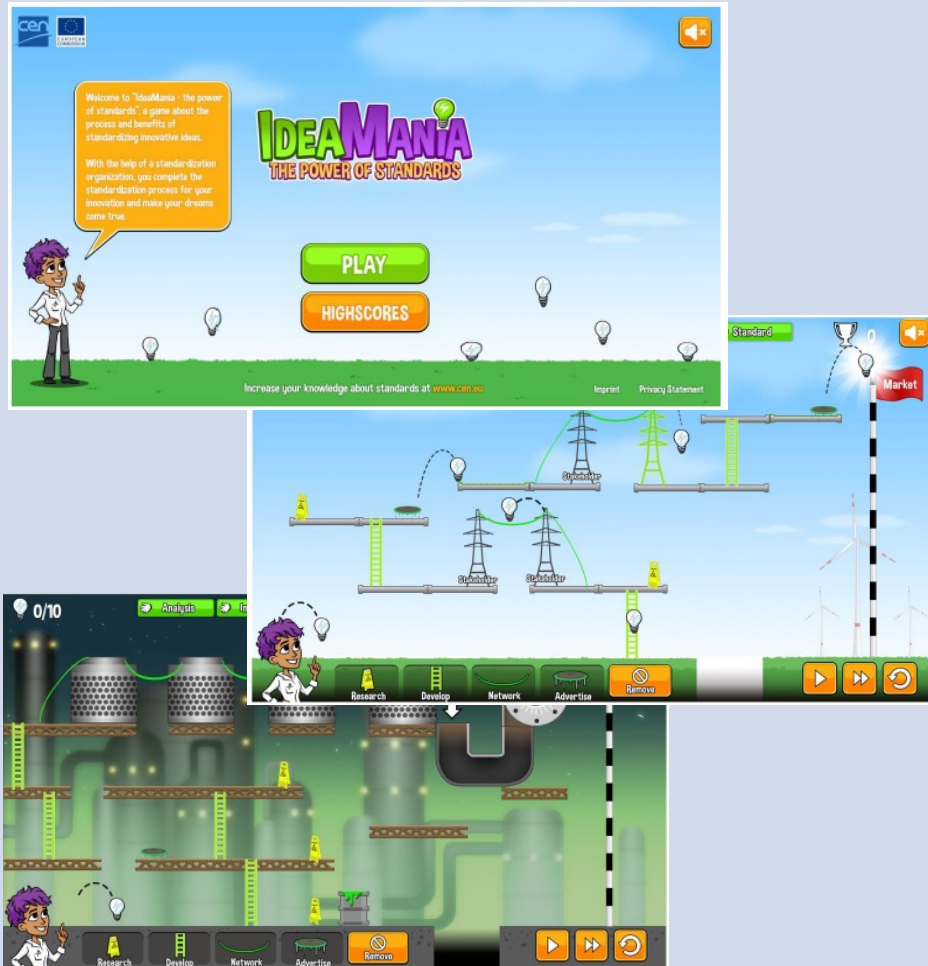 cen
EUROPEAN
COMMISSION
Welcome to "IdeaMania - the power
of standards", a game about the
process and benefits of
standardizing innovative ideas.
With the help of a standardization
organization, you complete the
standardization process for your
innovation and make your dreams
come true.
IDEAMANIA
THE POWER OF STANDARDS
PLAY
HIGHSCORES
Increase your knowledge about standards at www.cen.eu
Imprint
Privacy Statement
Standard
0
Market
Stakeholder
Stakeholder
Stakeholder
Research
Develop
Network
Advertise
Remove
0/10
Analysis
In
Research
Develop
Network
Advertise
Remove